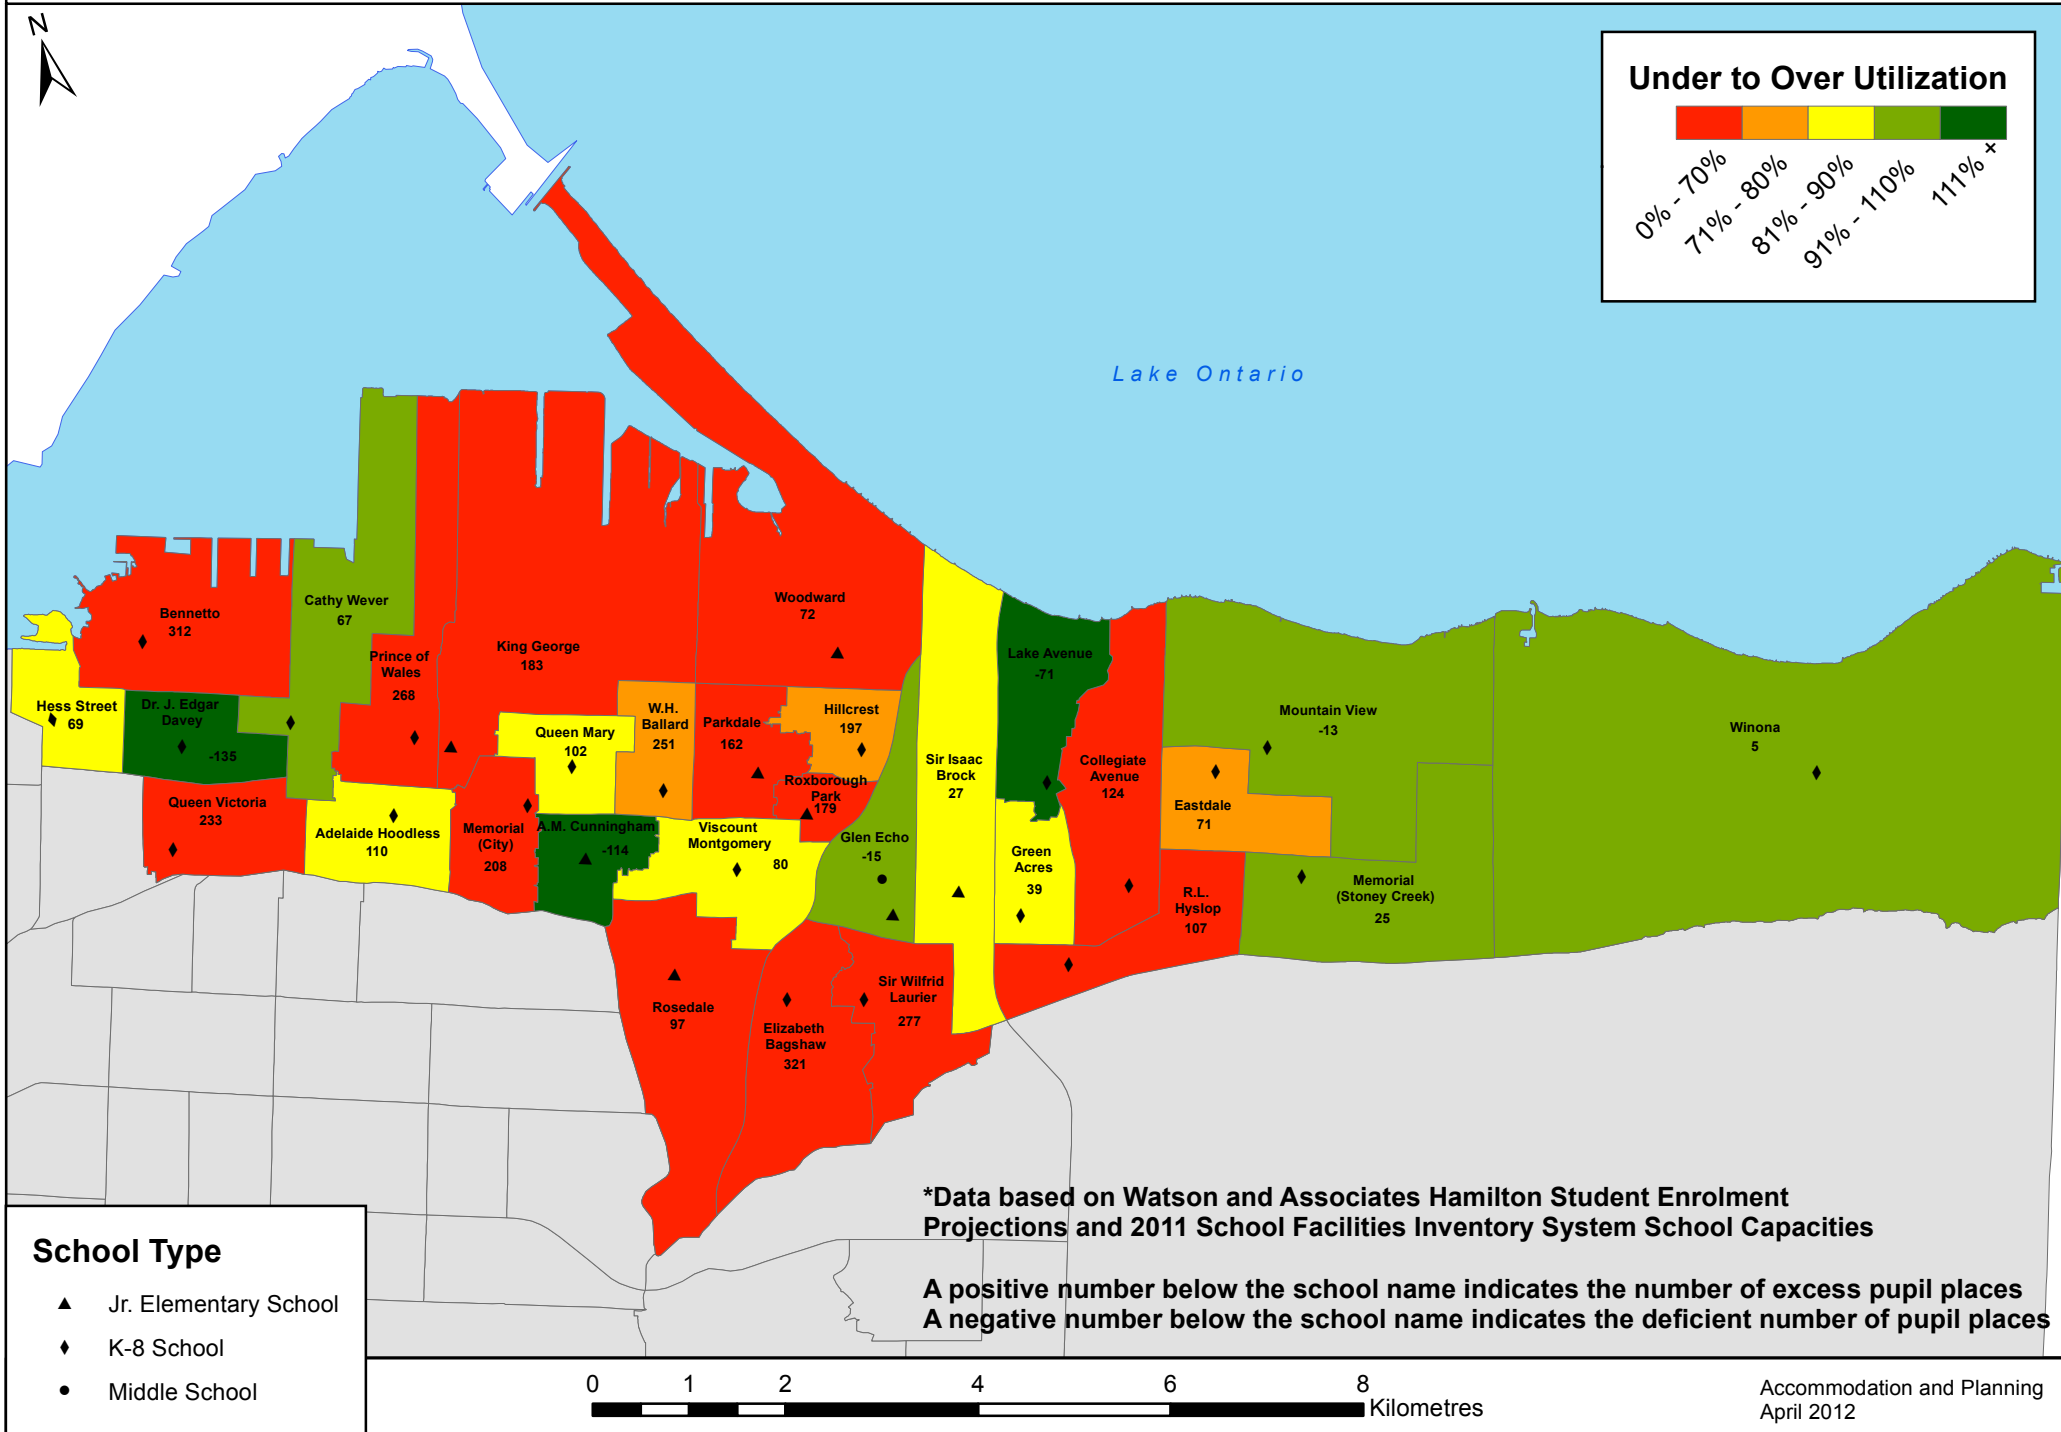 N
Under to Over Utilization
0% - 70%
71% - 80%
81% - 90%
91% - 110%
111% +
Lake Ontario
Bennetto
312
Cathy Wever
67
Prince of
Wales
268
King George
183
Woodward
72
Hess Street
69
Dr. J. Edgar
Davey
-135
Queen Mary
102
W.H.
Ballard
251
Parkdale
162
Hillcrest
197
Roxborough
Park
179
Queen Victoria
233
Adelaide Hoodless
110
Memorial
(City)
208
A.M. Cunningham
-114
Viscount
Montgomery
80
Glen Echo
-15
Sir Isaac
Brock
27
Lake Avenue
-71
Green
Acres
39
Collegiate
Avenue
124
Mountain View
-13
Eastdale
71
R.L.
Hyslop
107
Memorial
(Stoney Creek)
25
Winona
5
Rosedale
97
Elizabeth
Bagshaw
321
Sir Wilfrid
Laurier
277
*Data based on Watson and Associates Hamilton Student Enrolment
Projections and 2011 School Facilities Inventory System School Capacities
A positive number below the school name indicates the number of excess pupil places
A negative number below the school name indicates the deficient number of pupil places
School Type
Jr. Elementary School
K-8 School
Middle School
0 1 2 4 6 8
Kilometres
Accommodation and Planning
April 2012